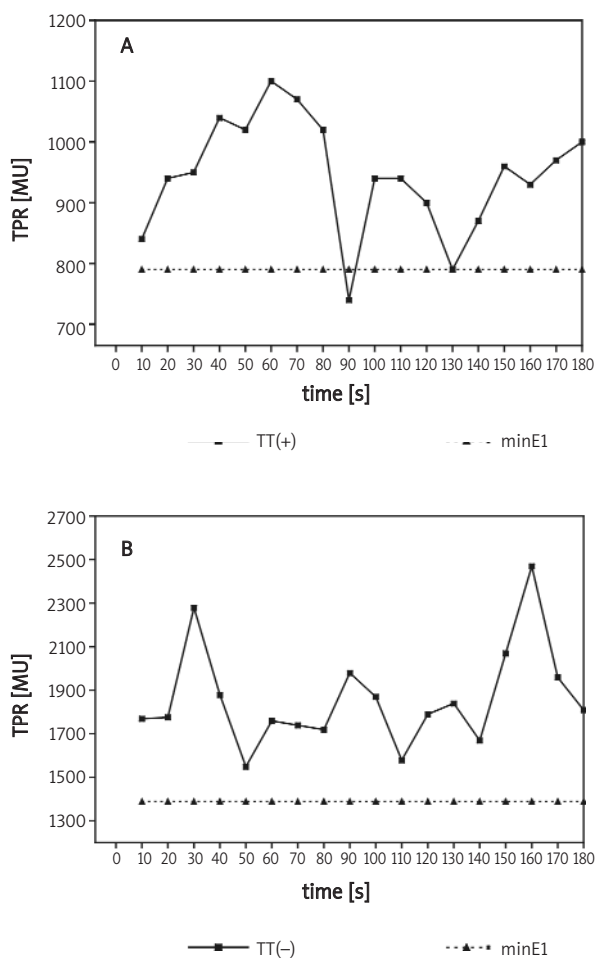 A
1200
1100
1000
900
800
700
TPR [MU]
0 10 20 30 40 50 60 70 80 90 100 110 120 130 140 150 160 170 180
time [s]
TT(+) minE1
B
2700
2500
2300
2100
1900
1700
1500
1300
TPR [MU]
0 10 20 30 40 50 60 70 80 90 100 110 120 130 140 150 160 170 180
time [s]
TT(–) minE1